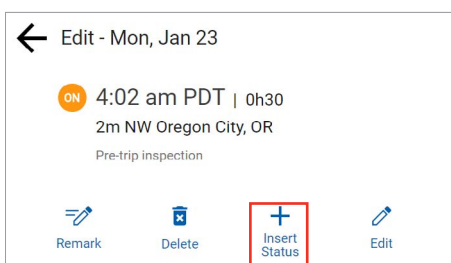 Edit - Mon, Jan 23
ON 4:02 am PDT | 0h30
2m NW Oregon City, OR
Pre-trip inspection
Remark Delete Insert Status Edit